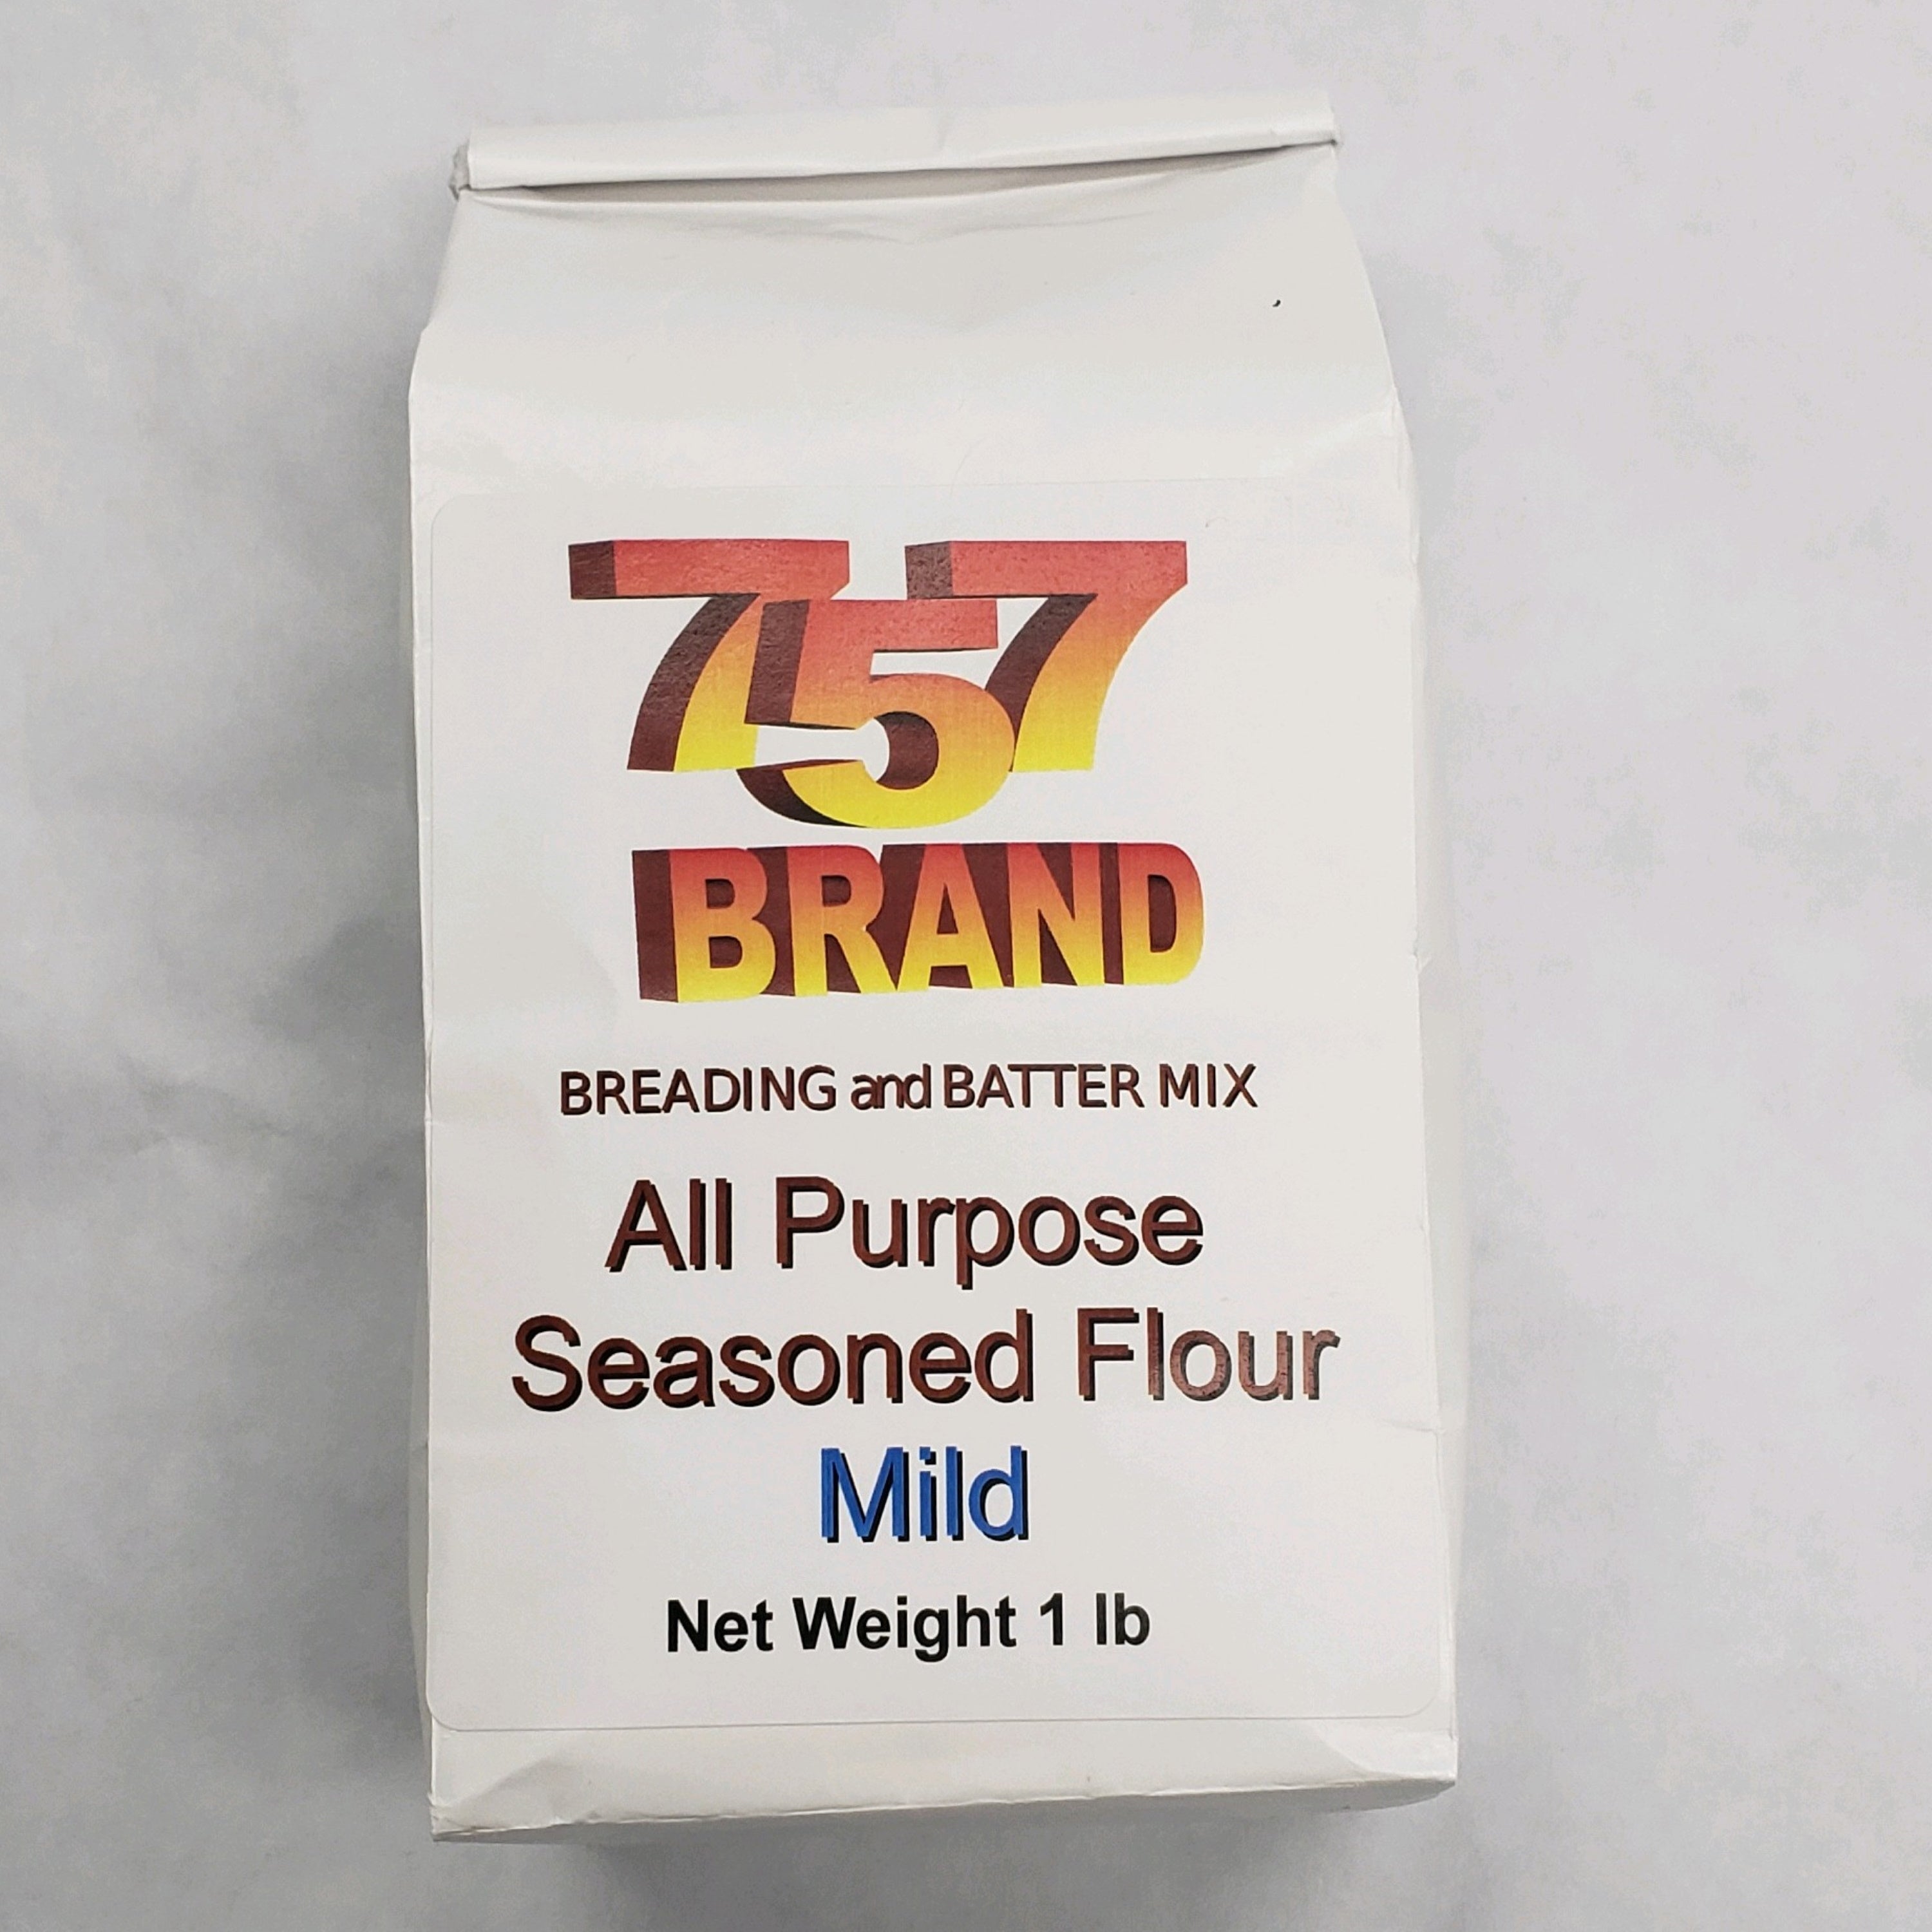 757
BRAND
BREADING and BATTER MIX
All Purpose
Seasoned Flour
Mild
Net Weight 1 lb